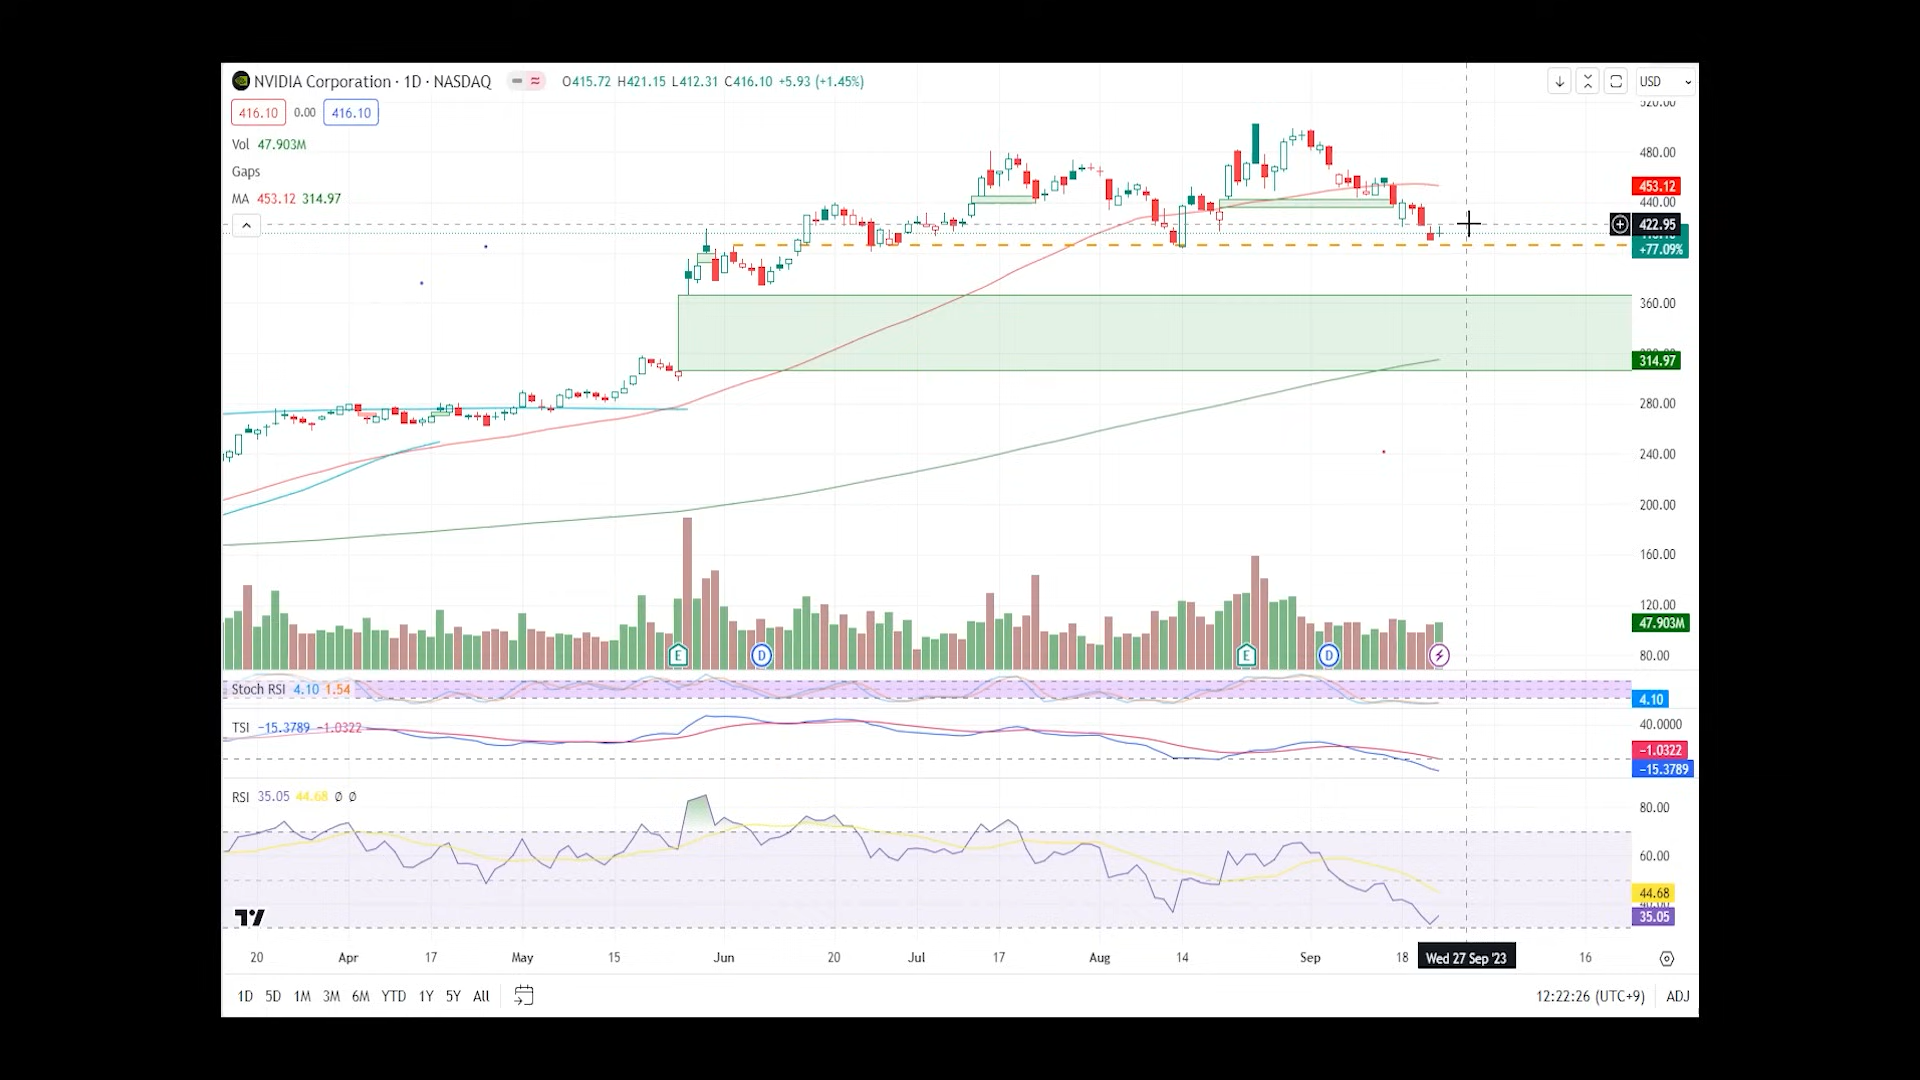 NVIDIA Corporation · 1D · NASDAQ O415.72 H421.15 L412.31 C416.10 +5.93 (+1.45%)
USD
416.10 0.00 416.10
Vol 47.903M
Gaps
MA 453.12 314.97
520.00
480.00
453.12
440.00
422.95
+77.09%
360.00
314.97
280.00
240.00
200.00
160.00
120.00
47.903M
80.00
E D E D
Stoch RSI 4.10 1.54
4.10
TSI −15.3789 −1.0322
40.0000
−1.0322
−15.3789
RSI 35.05 44.68 Ø Ø
80.00
60.00
44.68
40.00
35.05
20 Apr 17 May 15 Jun 20 Jul 17 Aug 14 Sep 18 Wed 27 Sep '23 16
1D 5D 1M 3M 6M YTD 1Y 5Y All
12:22:26 (UTC+9) ADJ